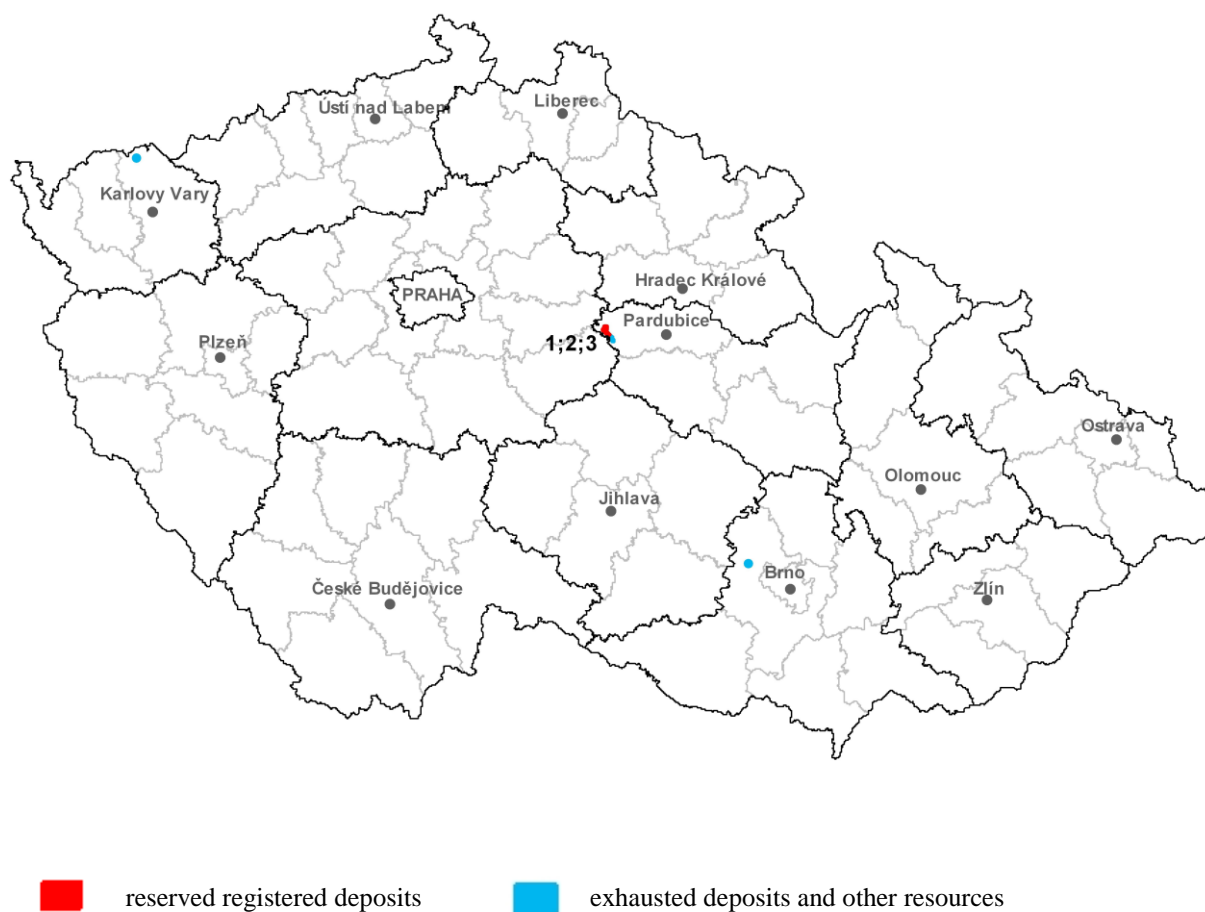 Ústí nad Labem
Liberec
Karlovy Vary
Hradec Králové
PRAHA
Pardubice
1;2;3
Plzeň
Ostrava
Olomouc
Jihlava
Brno
České Budějovice
Zlín
reserved registered deposits
exhausted deposits and other resources